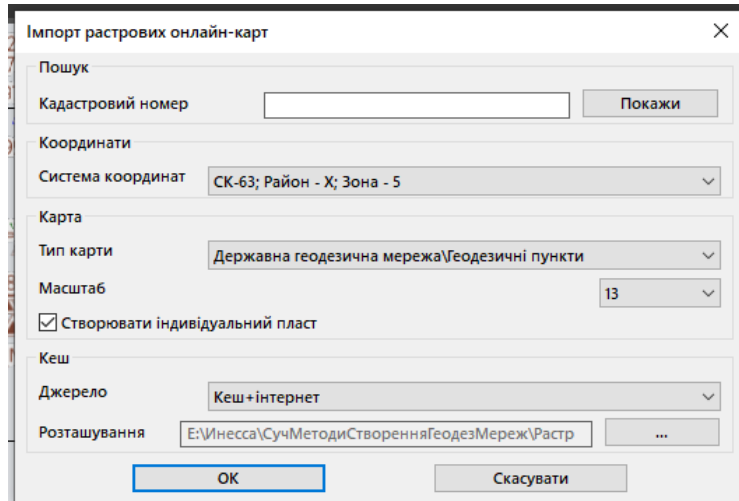 Імпорт растрових онлайн-карт
Пошук
Кадастровий номер
Покажи
Координати
Система координат
СК-63; Район - X; Зона - 5
Карта
Тип карти
Державна геодезична мережа\Геодезичні пункти
Масштаб
13
Створювати індивідуальний пласт
Кеш
Джерело
Кеш+інтернет
Розташування
E:\Инесса\СучМетодиСтворенняГеодезМереж\Растр
...
ОК
Скасувати